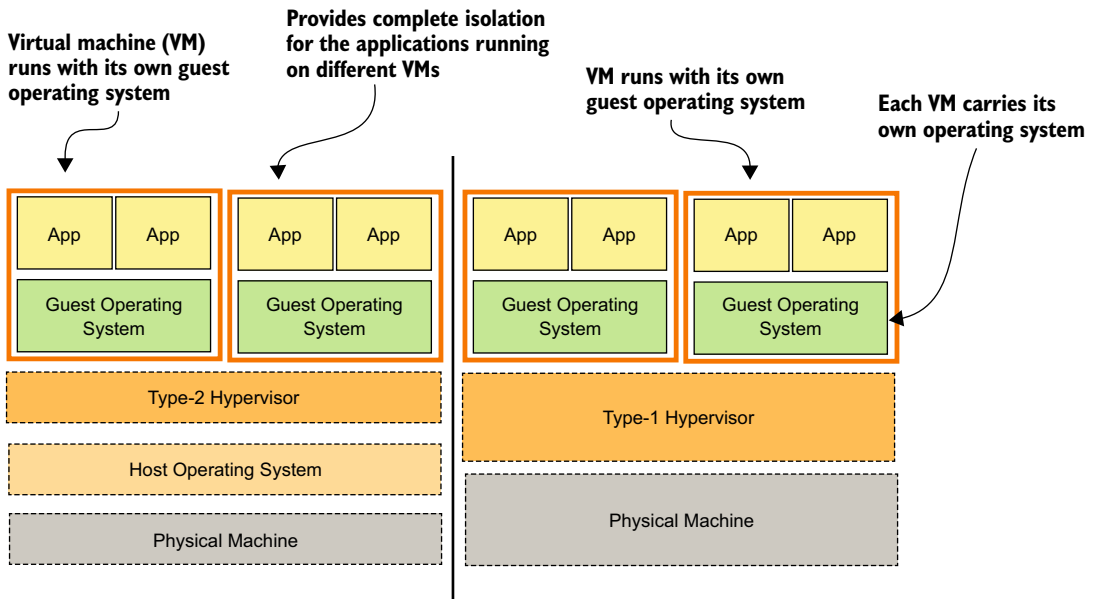 Provides complete isolation
for the applications running
on different VMs
Virtual machine (VM)
runs with its own guest
operating system
VM runs with its own
guest operating system
Each VM carries its
own operating system
App
App
Guest Operating
System
App
App
Guest Operating
System
Type-2 Hypervisor
Host Operating System
Physical Machine
App
App
Guest Operating
System
App
App
Guest Operating
System
Type-1 Hypervisor
Physical Machine